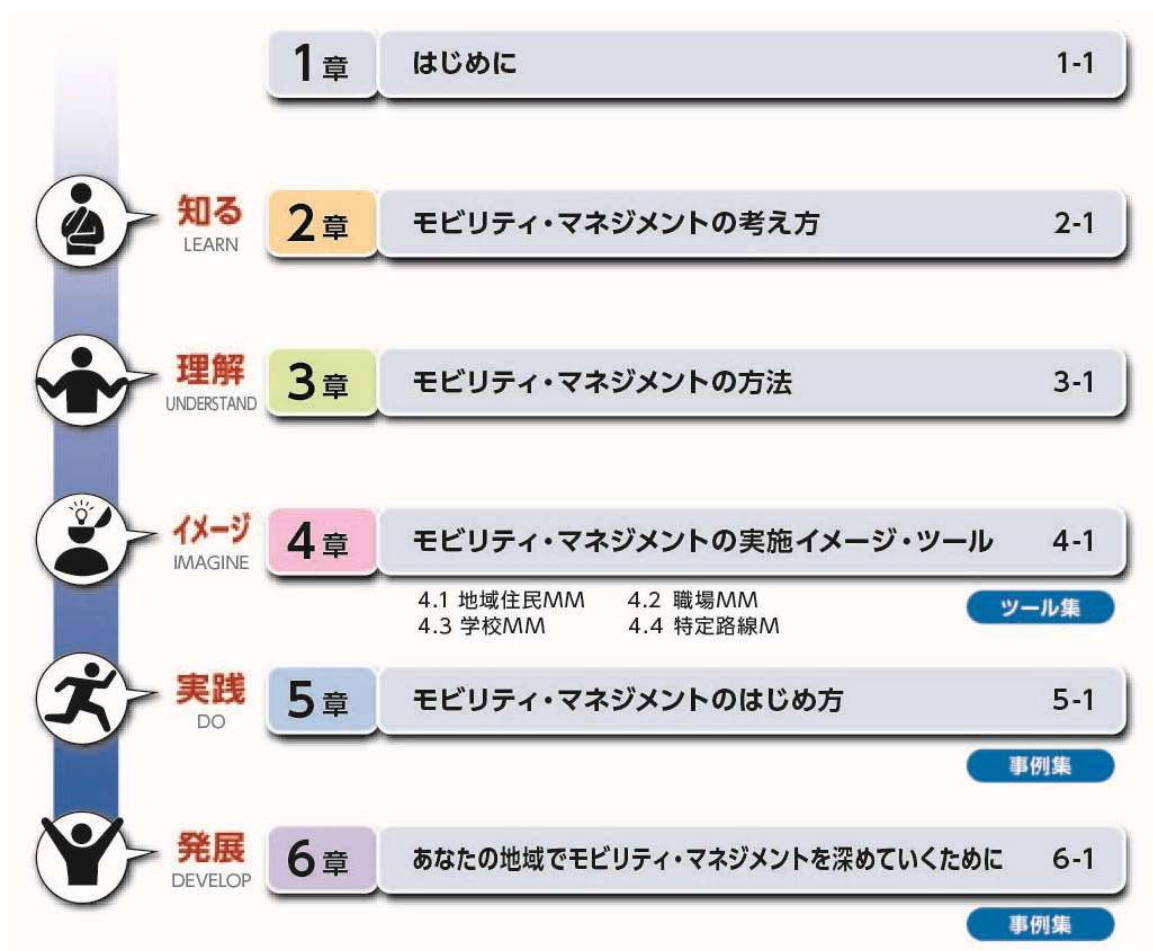 1章 はじめに 1-1
知る 2章 モビリティ・マネジメントの考え方 2-1
LEARN
理解 3章 モビリティ・マネジメントの方法 3-1
UNDERSTAND
イメージ 4章 モビリティ・マネジメントの実施イメージ・ツール 4-1
IMAGINE
4.1 地域住民MM 4.2 職場MM
4.3 学校MM 4.4 特定路線M
ツール集
実践 5章 モビリティ・マネジメントのはじめ方 5-1
DO
事例集
発展 6章 あなたの地域でモビリティ・マネジメントを深めていくために 6-1
DEVELOP
事例集